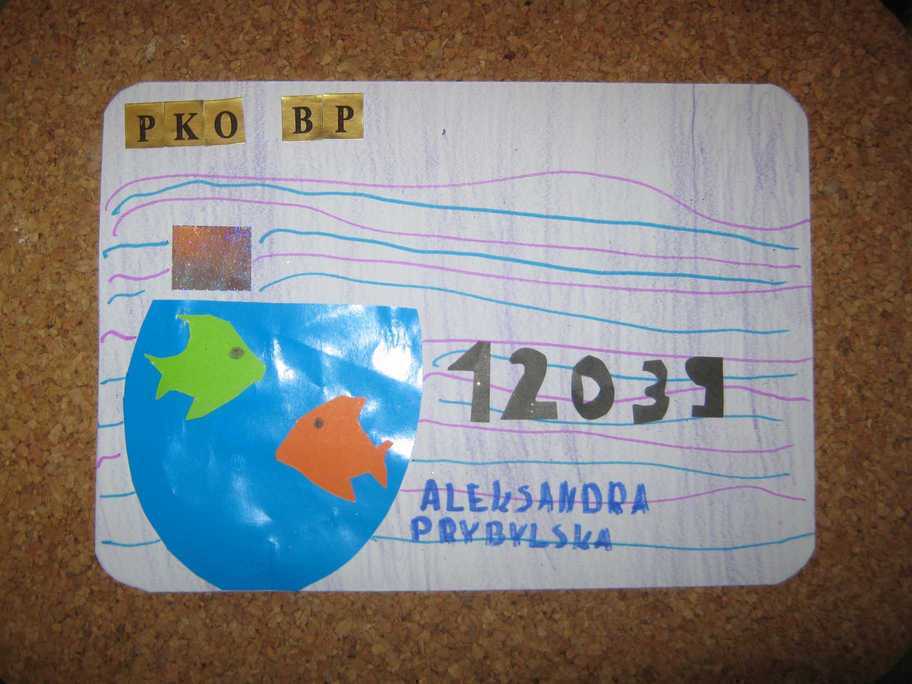 PKO BP
12039
ALEKSANDRA
PRYBYLSKA